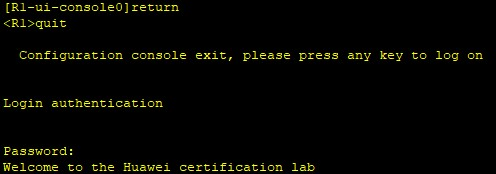 [R1-ui-console0]return
<R1>quit
Configuration console exit, please press any key to log on
Login authentication
Password:
Welcome to the Huawei certification lab